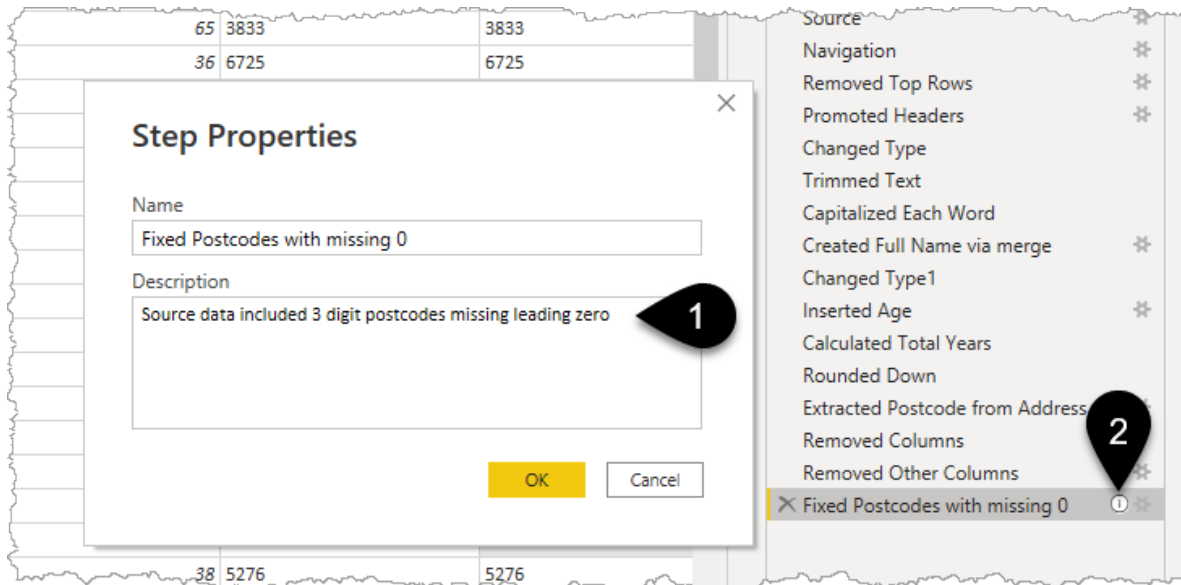 65 3833 3833
36 6725 6725
Step Properties
Name
Fixed Postcodes with missing 0
Description
Source data included 3 digit postcodes missing leading zero
1
OK Cancel
38 5276 5276
Source
Navigation
Removed Top Rows
Promoted Headers
Changed Type
Trimmed Text
Capitalized Each Word
Created Full Name via merge
Changed Type1
Inserted Age
Calculated Total Years
Rounded Down
Extracted Postcode from Address
2
Removed Columns
Removed Other Columns
Fixed Postcodes with missing 0